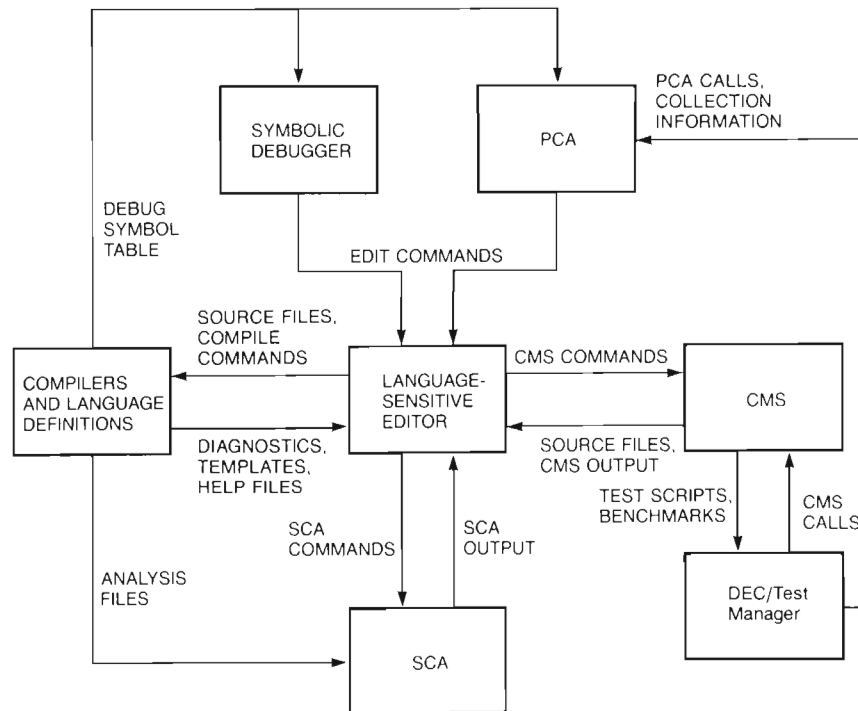 PCA CALLS,
COLLECTION
INFORMATION
SYMBOLIC
DEBUGGER
PCA
DEBUG
SYMBOL
TABLE
EDIT COMMANDS
SOURCE FILES,
COMPILE
COMMANDS
CMS COMMANDS
COMPILERS
AND LANGUAGE
DEFINITIONS
LANGUAGE-
SENSITIVE
EDITOR
CMS
DIAGNOSTICS,
TEMPLATES,
HELP FILES
SOURCE FILES,
CMS OUTPUT
TEST SCRIPTS,
BENCHMARKS
CMS
CALLS
SCA
COMMANDS
SCA
OUTPUT
ANALYSIS
FILES
DEC/Test
Manager
SCA